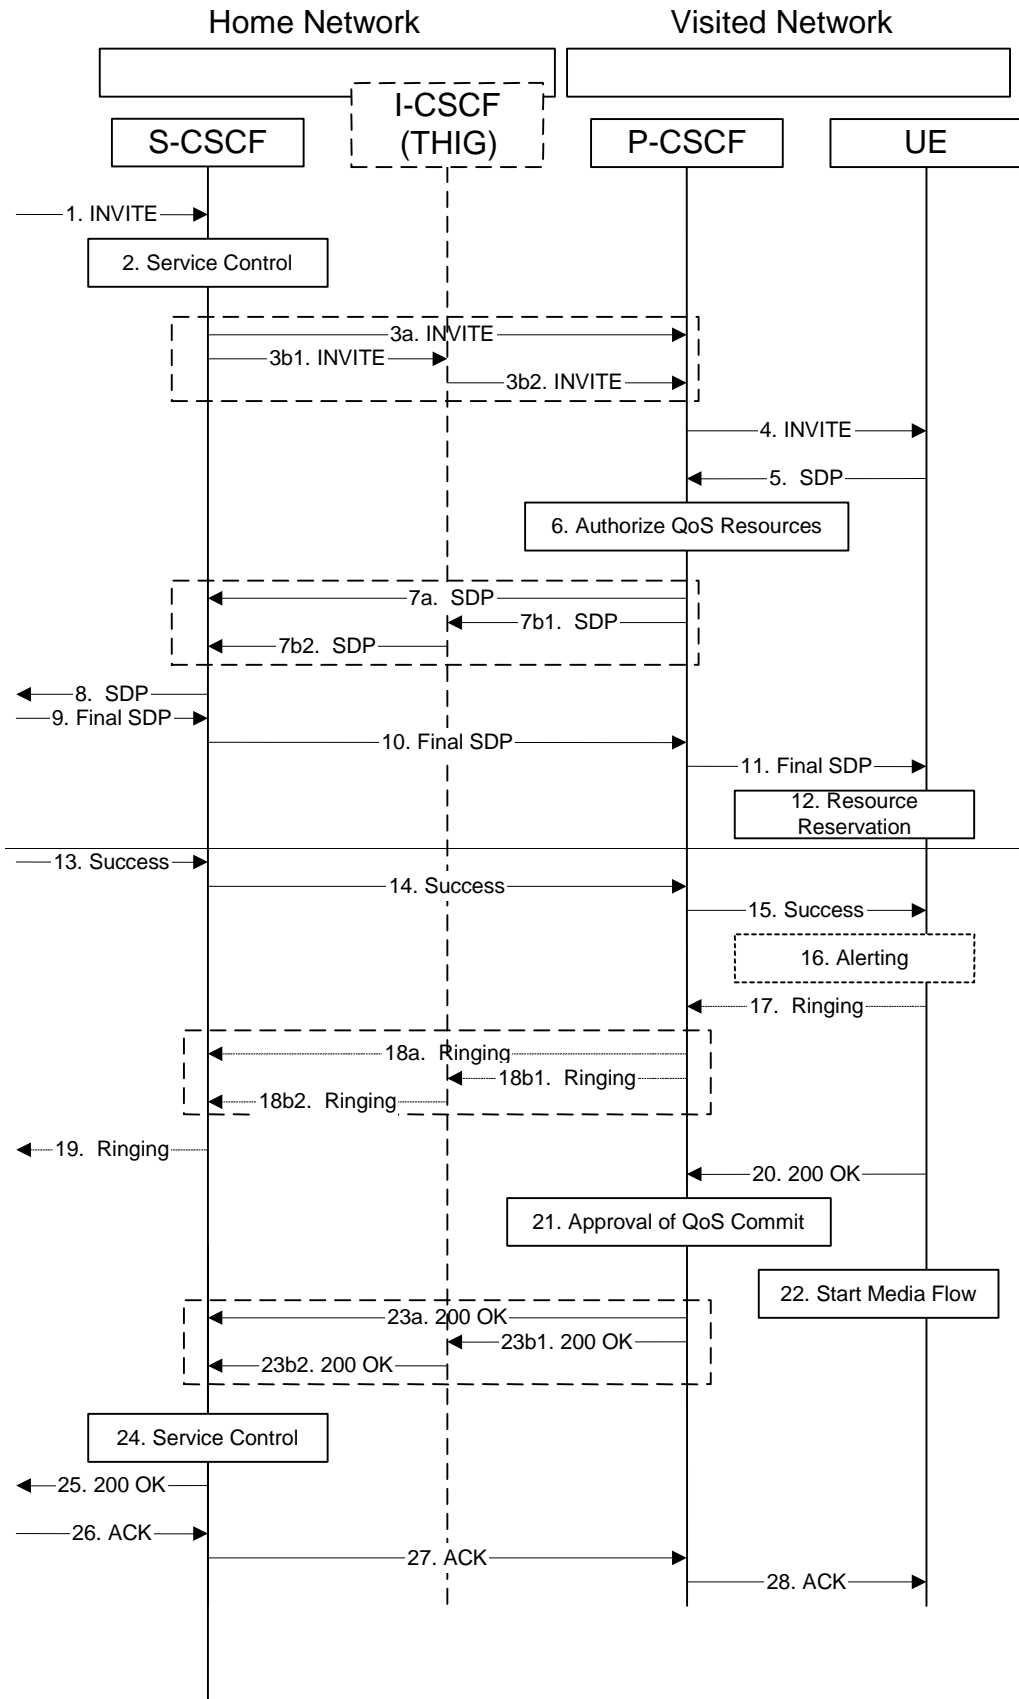 Home Network
Visited Network
I-CSCF
(THIG)
S-CSCF
P-CSCF
UE
1. INVITE
2. Service Control
3a. INVITE
3b1. INVITE
3b2. INVITE
4. INVITE
5. SDP
6. Authorize QoS Resources
7a. SDP
7b1. SDP
7b2. SDP
8. SDP
9. Final SDP
10. Final SDP
11. Final SDP
12. Resource
Reservation
13. Success
14. Success
15. Success
16. Alerting
17. Ringing
18a. Ringing
18b1. Ringing
18b2. Ringing
19. Ringing
20. 200 OK
21. Approval of QoS Commit
22. Start Media Flow
23a. 200 OK
23b1. 200 OK
23b2. 200 OK
24. Service Control
25. 200 OK
26. ACK
27. ACK
28. ACK